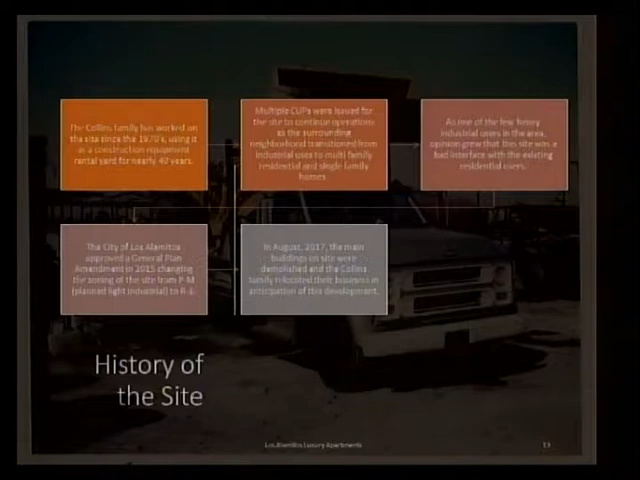 The Collins family has worked on
the site since the 1970's, using it
as a construction equipment
rental yard for nearly 40 years.
Multiple CUPs were issued for
the site to continue operations
as the surrounding
neighborhood transitioned from
industrial uses to multi family
residential and single family
homes.
As one of the few heavy
industrial users in the area,
opinion grew that this site was a
bad interface with the existing
residential users.
The City of Los Alamitos
approved a General Plan
Amendment in 2015 changing
the zoning of the site from P-M
(planned light industrial) to R-3.
In August, 2017, the main
buildings on site were
demolished and the Collins
family relocated their business in
anticipation of this development.
History of
the Site
Los Alamitos Luxury Apartments
13